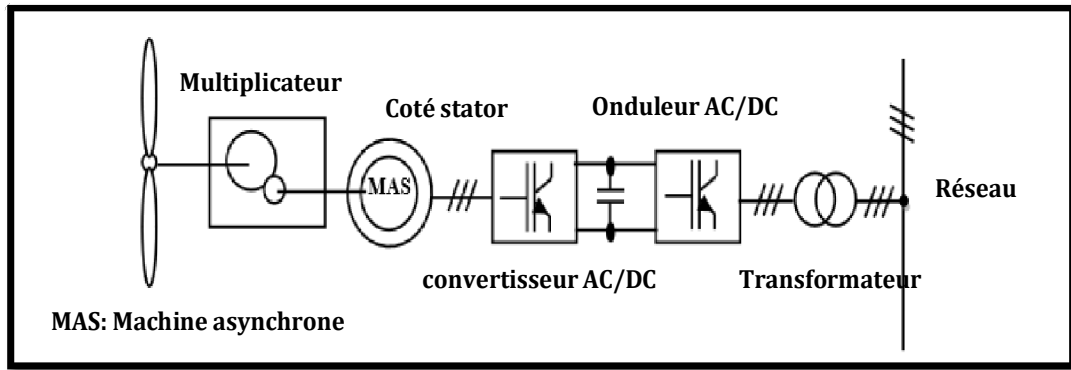 Multiplicateur
Coté stator
Onduleur AC/DC
MAS
Réseau
convertisseur AC/DC
Transformateur
MAS: Machine asynchrone